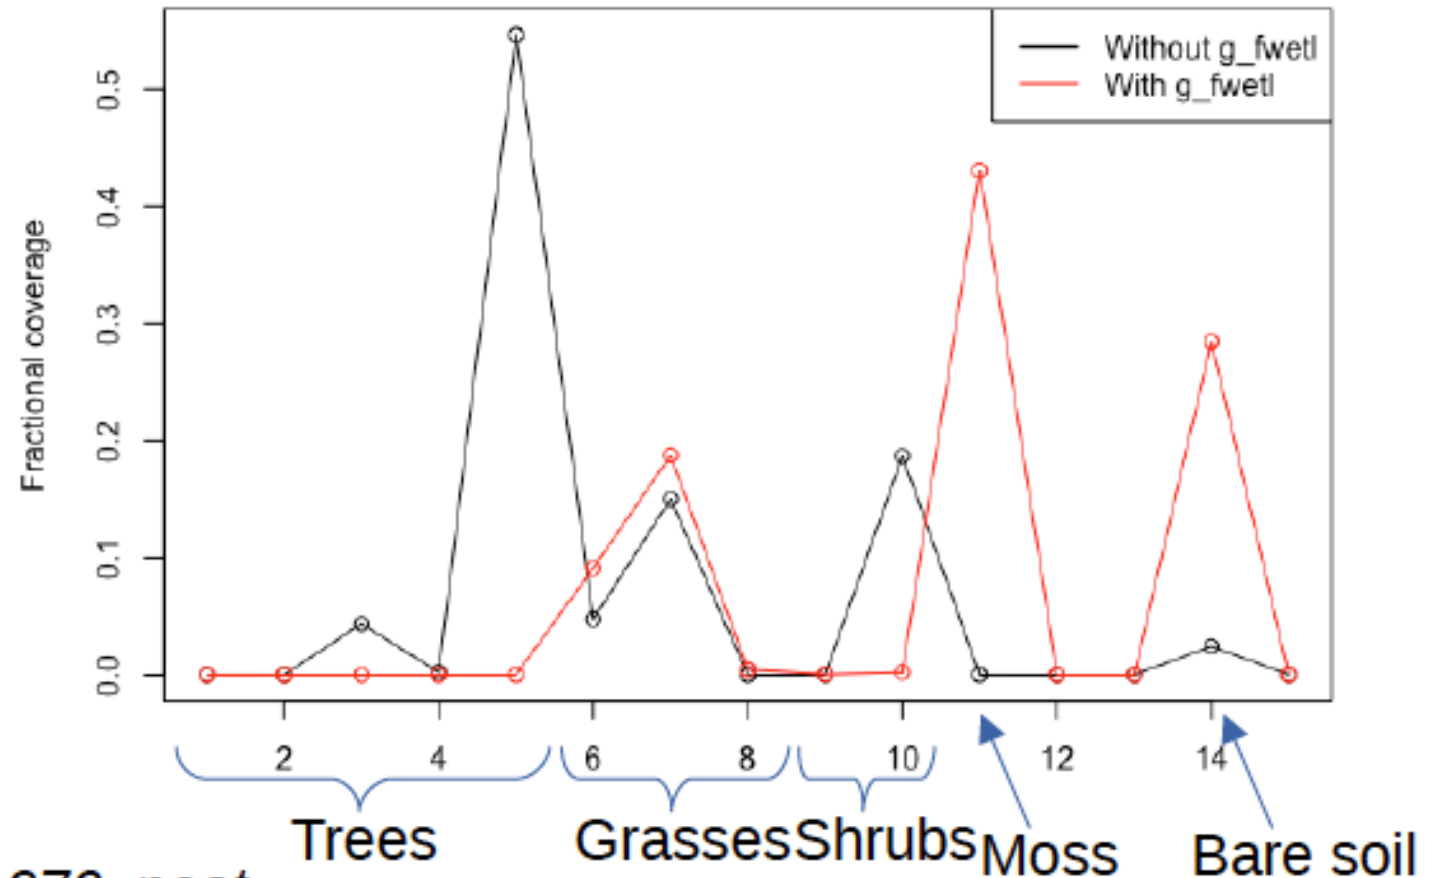 Without g_fwetl
With g_fwetl
Fractional coverage
0.5
0.4
0.3
0.2
0.1
0.0
2 4 6 8 10 12 14
Trees Grasses Shrubs Moss Bare soil